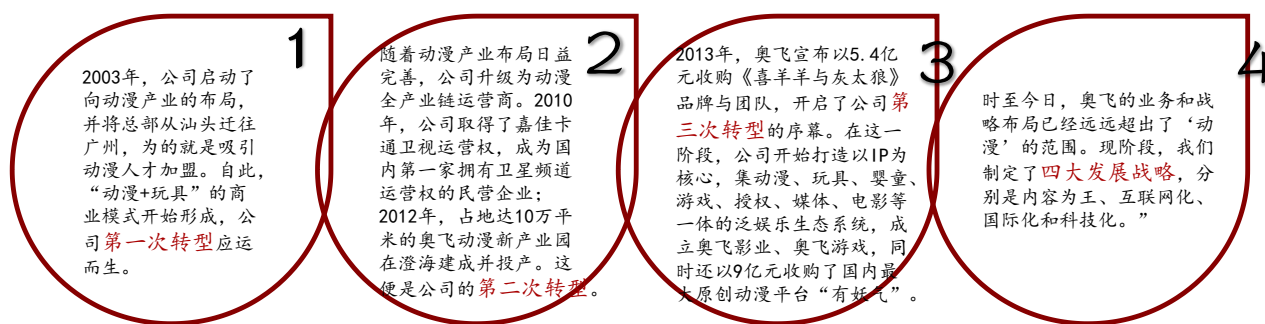 1
2003年，公司启动了
向动漫产业的布局，
并将总部从汕头迁往
广州，为的就是吸引
动漫人才加盟。自此，
“动漫+玩具”的商
业模式开始形成，公
司第一次转型应运
而生。
2
随着动漫产业布局日益
完善，公司升级为动漫
全产业链运营商。2010
年，公司取得了嘉佳卡
通卫视运营权，成为国
内第一家拥有卫星频道
运营权的民营企业；
2012年，占地达10万平
米的奥飞动漫新产业园
在澄海建成并投产。这
便是公司的第二次转型。
3
2013年，奥飞宣布以5.4亿
元收购《喜羊羊与灰太狼》
品牌与团队，开启了公司第
三次转型的序幕。在这一
阶段，公司开始打造以IP为
核心，集动漫、玩具、婴童、
游戏、授权、媒体、电影等
一体的泛娱乐生态系统，成
立奥飞影业、奥飞游戏，同
时还以9亿元收购了国内最
大原创动漫平台“有妖气”。
4
时至今日，奥飞的业务和战
略布局已经远远超出了‘动
漫’的范围。现阶段，我们
制定了四大发展战略，分
别是内容为王、互联网化、
国际化和科技化。”